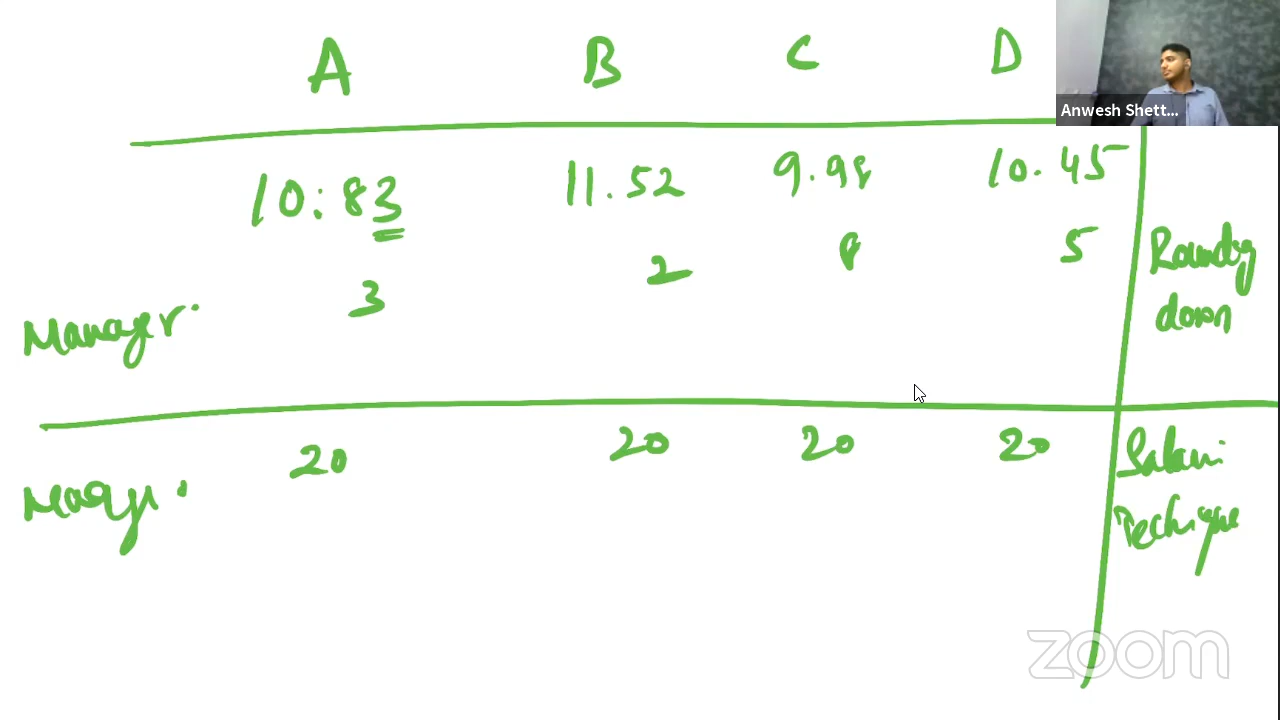 A B C D
Anwesh Shett...
10:83 11.52 9.98 10.45
3 2 8 5
Rounding
down
Manager:
20 20 20 20
Salami
Technique
zoom